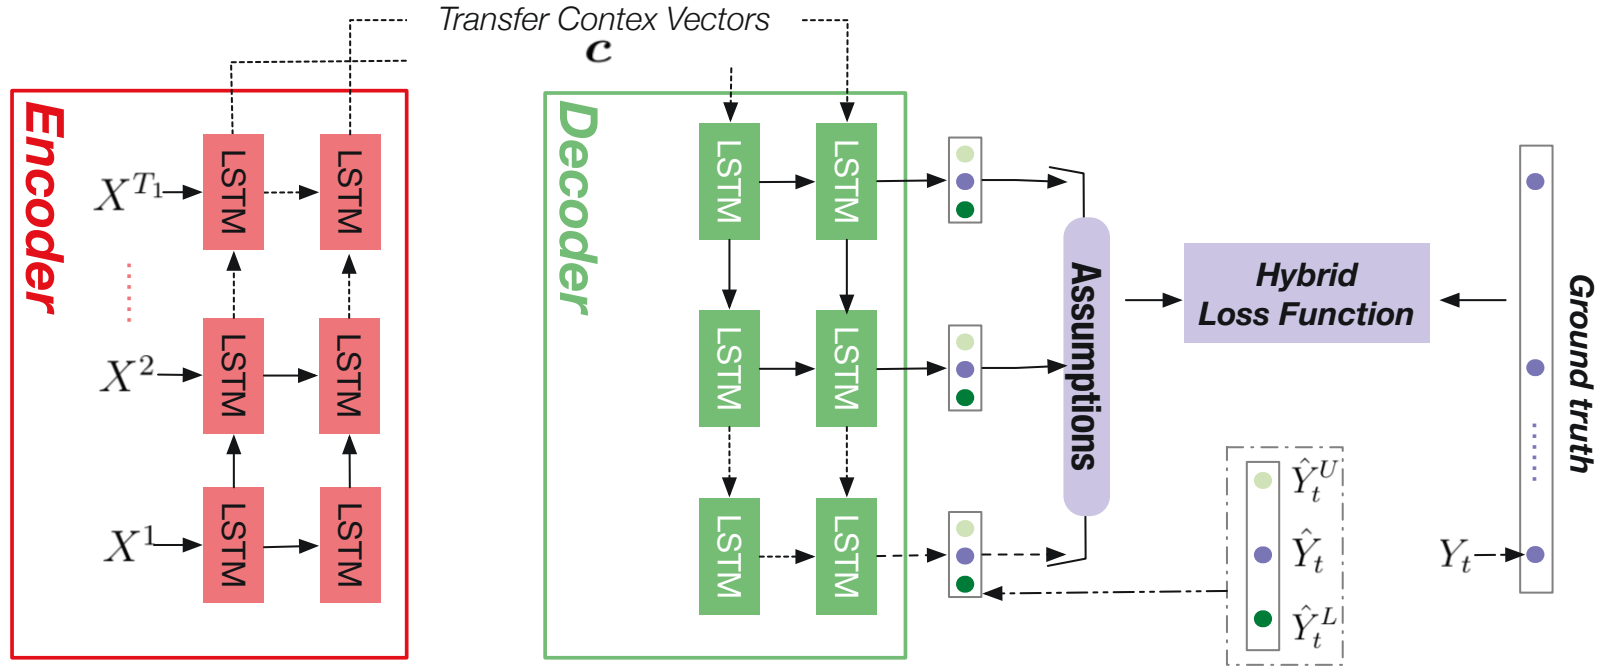 Transfer Contex Vectors
c
Encoder
Decoder
X^{T_1}
LSTM
LSTM
X^2
LSTM
LSTM
X^1
LSTM
LSTM
LSTM
LSTM
LSTM
LSTM
LSTM
LSTM
Assumptions
Hybrid
Loss Function
Ground truth
Ŷ_t^U
Ŷ_t
Ŷ_t^L
Y_t